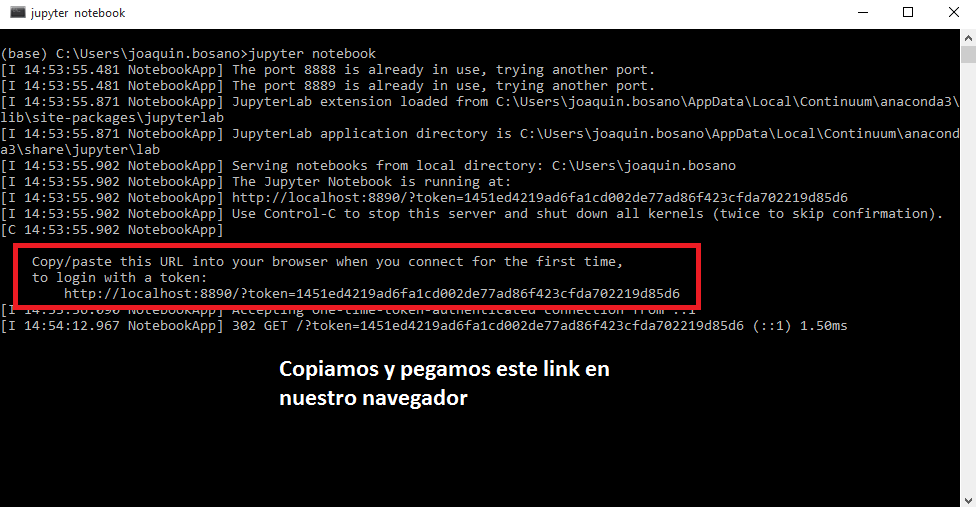 jupyter notebook
(base) C:\Users\joaquin.bosano>jupyter notebook
[I 14:53:55.481 NotebookApp] The port 8888 is already in use, trying another port.
[I 14:53:55.481 NotebookApp] The port 8889 is already in use, trying another port.
[I 14:53:55.871 NotebookApp] JupyterLab extension loaded from C:\Users\joaquin.bosano\AppData\Local\Continuum\anaconda3\
lib\site-packages\jupyterlab
[I 14:53:55.871 NotebookApp] JupyterLab application directory is C:\Users\joaquin.bosano\AppData\Local\Continuum\anacond
a3\share\jupyter\lab
[I 14:53:55.902 NotebookApp] Serving notebooks from local directory: C:\Users\joaquin.bosano
[I 14:53:55.902 NotebookApp] The Jupyter Notebook is running at:
[I 14:53:55.902 NotebookApp] http://localhost:8890/?token=1451ed4219ad6fa1cd002de77ad86f423cfda702219d85d6
[I 14:53:55.902 NotebookApp] Use Control-C to stop this server and shut down all kernels (twice to skip confirmation).
[C 14:53:55.902 NotebookApp]
Copy/paste this URL into your browser when you connect for the first time,
to login with a token:
http://localhost:8890/?token=1451ed4219ad6fa1cd002de77ad86f423cfda702219d85d6
NotebookApp] Accepting one-time-token-authenticated connection from ::1
[I 14:54:12.967 NotebookApp] 302 GET /?token=1451ed4219ad6fa1cd002de77ad86f423cfda702219d85d6 (::1) 1.50ms
Copiamos y pegamos este link en
nuestro navegador